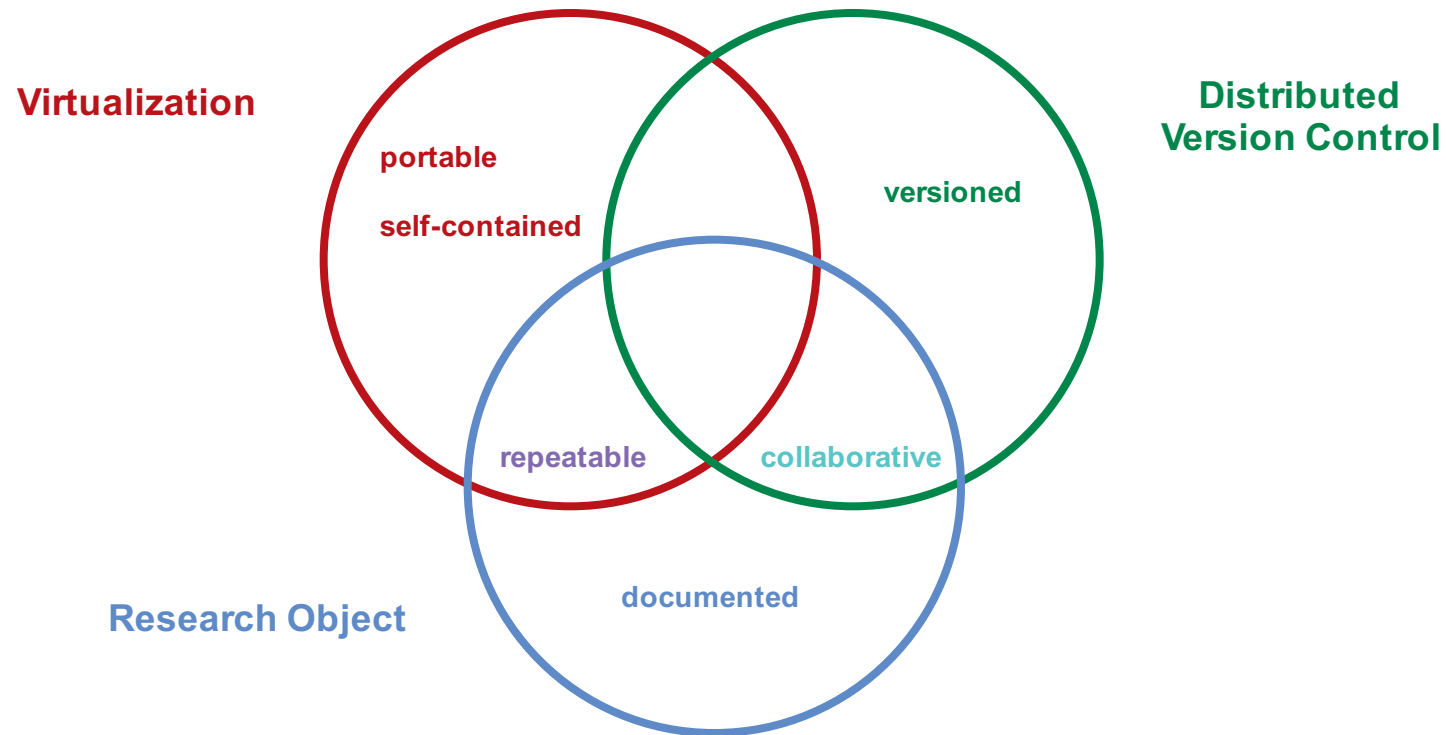 Virtualization
Distributed
Version Control
portable
versioned
self-contained
repeatable
collaborative
documented
Research Object